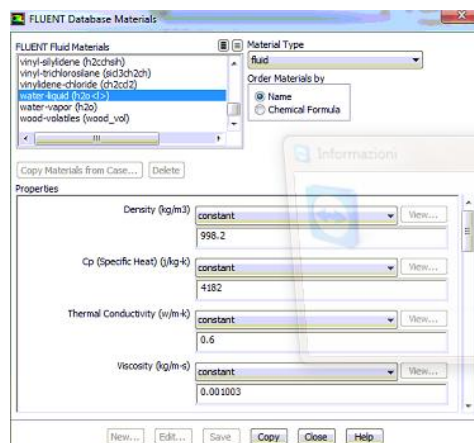 FLUENT Database Materials
FLUENT Fluid Materials
vinyl-silylidene (h2cchsih)
vinyl-trichlorosilane (sid3ch2ch)
vinylidene-chloride (ch2cd2)
water-liquid (h2o<l>)
water-vapor (h2o)
wood-volatiles (wood_vol)
Material Type
fluid
Order Materials by
Name
Chemical Formula
Informazioni
Copy Materials from Case... Delete
Properties
Density (kg/m3) constant View...
998.2
Cp (Specific Heat) (j/kg-k) constant View...
4182
Thermal Conductivity (w/m-k) constant View...
0.6
Viscosity (kg/m-s) constant View...
0.001003
New... Edit... Save Copy Close Help